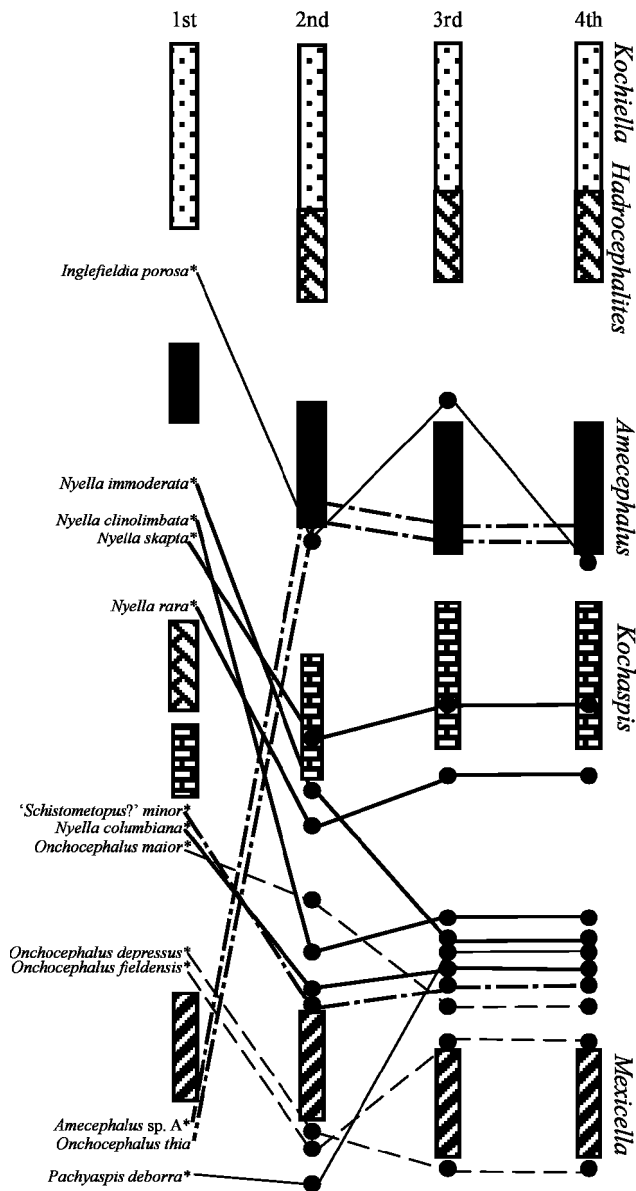 1st 2nd 3rd 4th
Kochiella
Hadrocephalites
Inglefieldia porosa*
Amecephalus
Nyella immoderata*
Nyella clinolimbata*
Nyella skapta*
Nyella rara*
Kochaspis
‘Schistometopus?’ minor*
Nyella columbiana*
Onchocephalus maior*
Onchocephalus depressus*
Onchocephalus fieldensis*
Mexicella
Amecephalus sp. A*
Onchocephalus thia
Pachyaspis deborra*